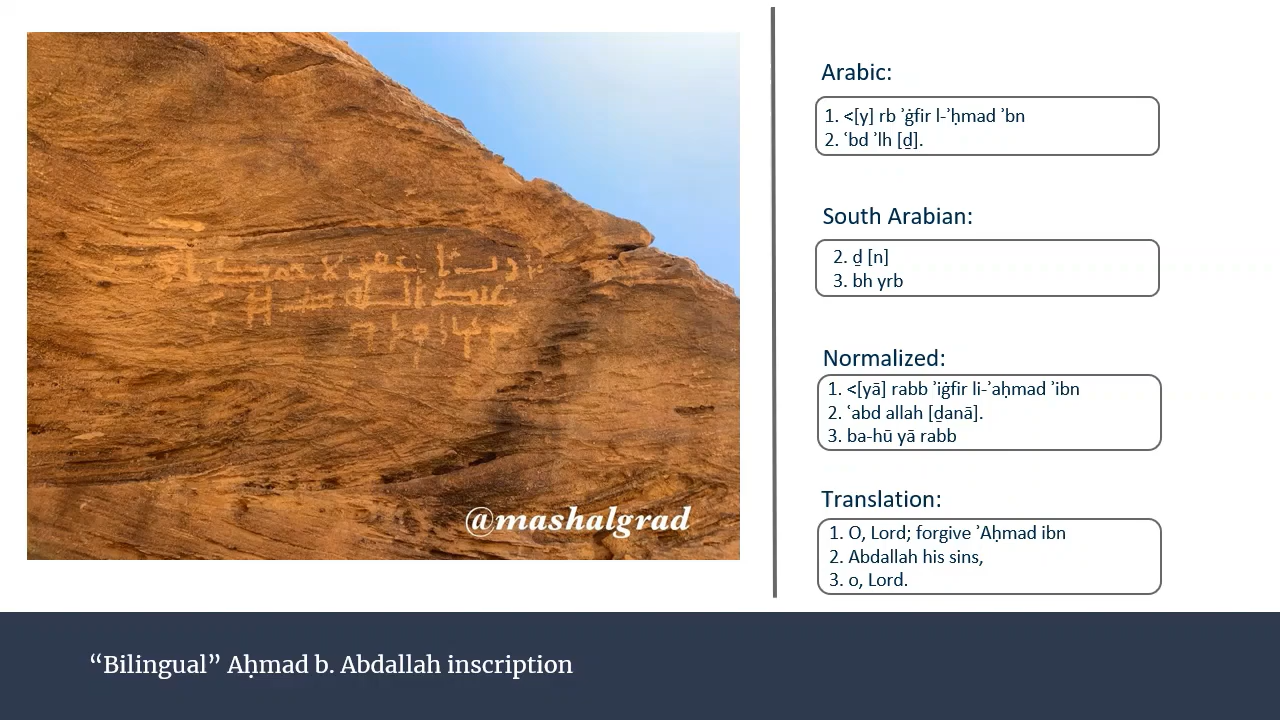 @mashalgrad
Arabic:
1. <[y] rb ʾġfir l-ʾḥmad ʾbn
2. ʿbd ʾlh [ḏ].
South Arabian:
2. ḏ [n]
3. bh yrb
Normalized:
1. <[yā] rabb ʾiġfir li-ʾaḥmad ʾibn
2. ʿabd allah [ḏanā].
3. ba-hū yā rabb
Translation:
1. O, Lord; forgive ʾAḥmad ibn
2. Abdallah his sins,
3. o, Lord.
“Bilingual” Aḥmad b. Abdallah inscription